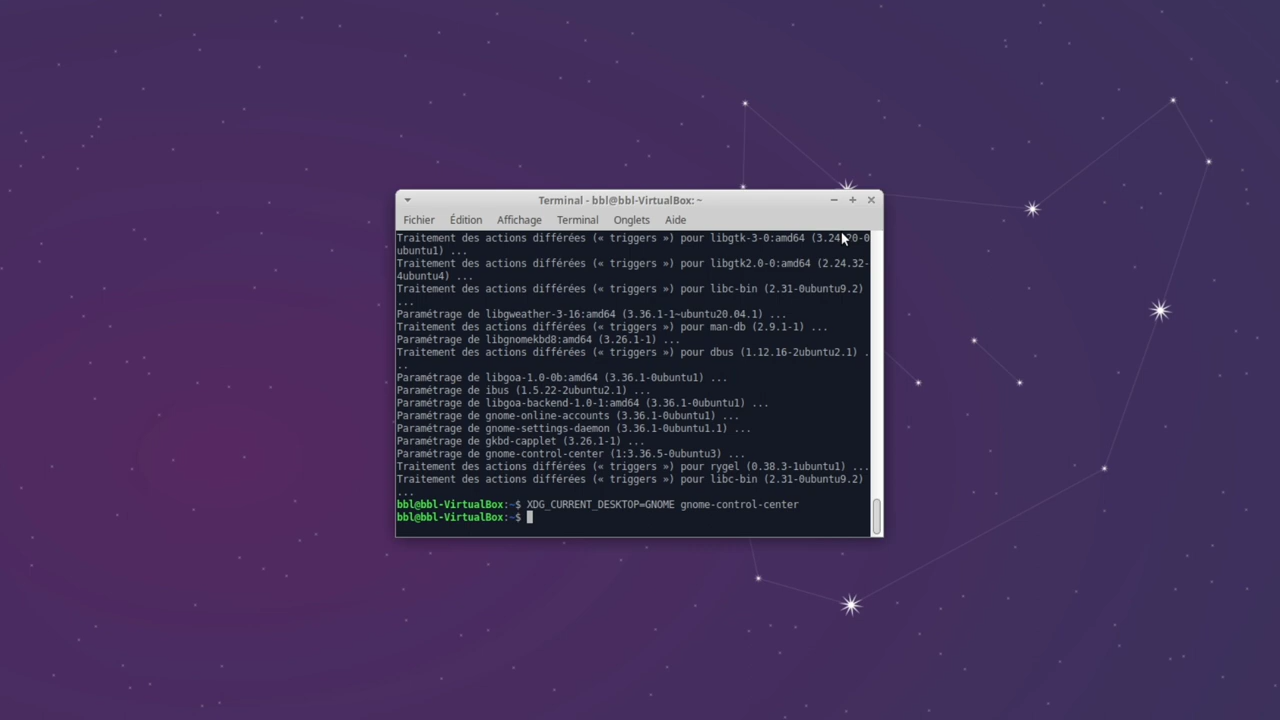 Terminal - bbl@bbl-VirtualBox: ~
Fichier Édition Affichage Terminal Onglets Aide
Traitement des actions différées (« triggers ») pour libgtk-3-0:amd64 (3.24.20-0
ubuntu1) ...
Traitement des actions différées (« triggers ») pour libgtk2.0-0:amd64 (2.24.32-
4ubuntu4) ...
Traitement des actions différées (« triggers ») pour libc-bin (2.31-0ubuntu9.2)
...
Paramétrage de libgweather-3-16:amd64 (3.36.1-1~ubuntu20.04.1) ...
Traitement des actions différées (« triggers ») pour man-db (2.9.1-1) ...
Paramétrage de libgnomekbd8:amd64 (3.26.1-1) ...
Traitement des actions différées (« triggers ») pour dbus (1.12.16-2ubuntu2.1) .
..
Paramétrage de libgoa-1.0-0b:amd64 (3.36.1-0ubuntu1) ...
Paramétrage de ibus (1.5.22-2ubuntu2.1) ...
Paramétrage de libgoa-backend-1.0-1:amd64 (3.36.1-0ubuntu1) ...
Paramétrage de gnome-online-accounts (3.36.1-0ubuntu1) ...
Paramétrage de gnome-settings-daemon (3.36.1-0ubuntu1.1) ...
Paramétrage de gkbd-capplet (3.26.1-1) ...
Paramétrage de gnome-control-center (1:3.36.5-0ubuntu3) ...
Traitement des actions différées (« triggers ») pour rygel (0.38.3-1ubuntu1) ...
Traitement des actions différées (« triggers ») pour libc-bin (2.31-0ubuntu9.2)
...
bbl@bbl-VirtualBox:~$ XDG_CURRENT_DESKTOP=GNOME gnome-control-center
bbl@bbl-VirtualBox:~$